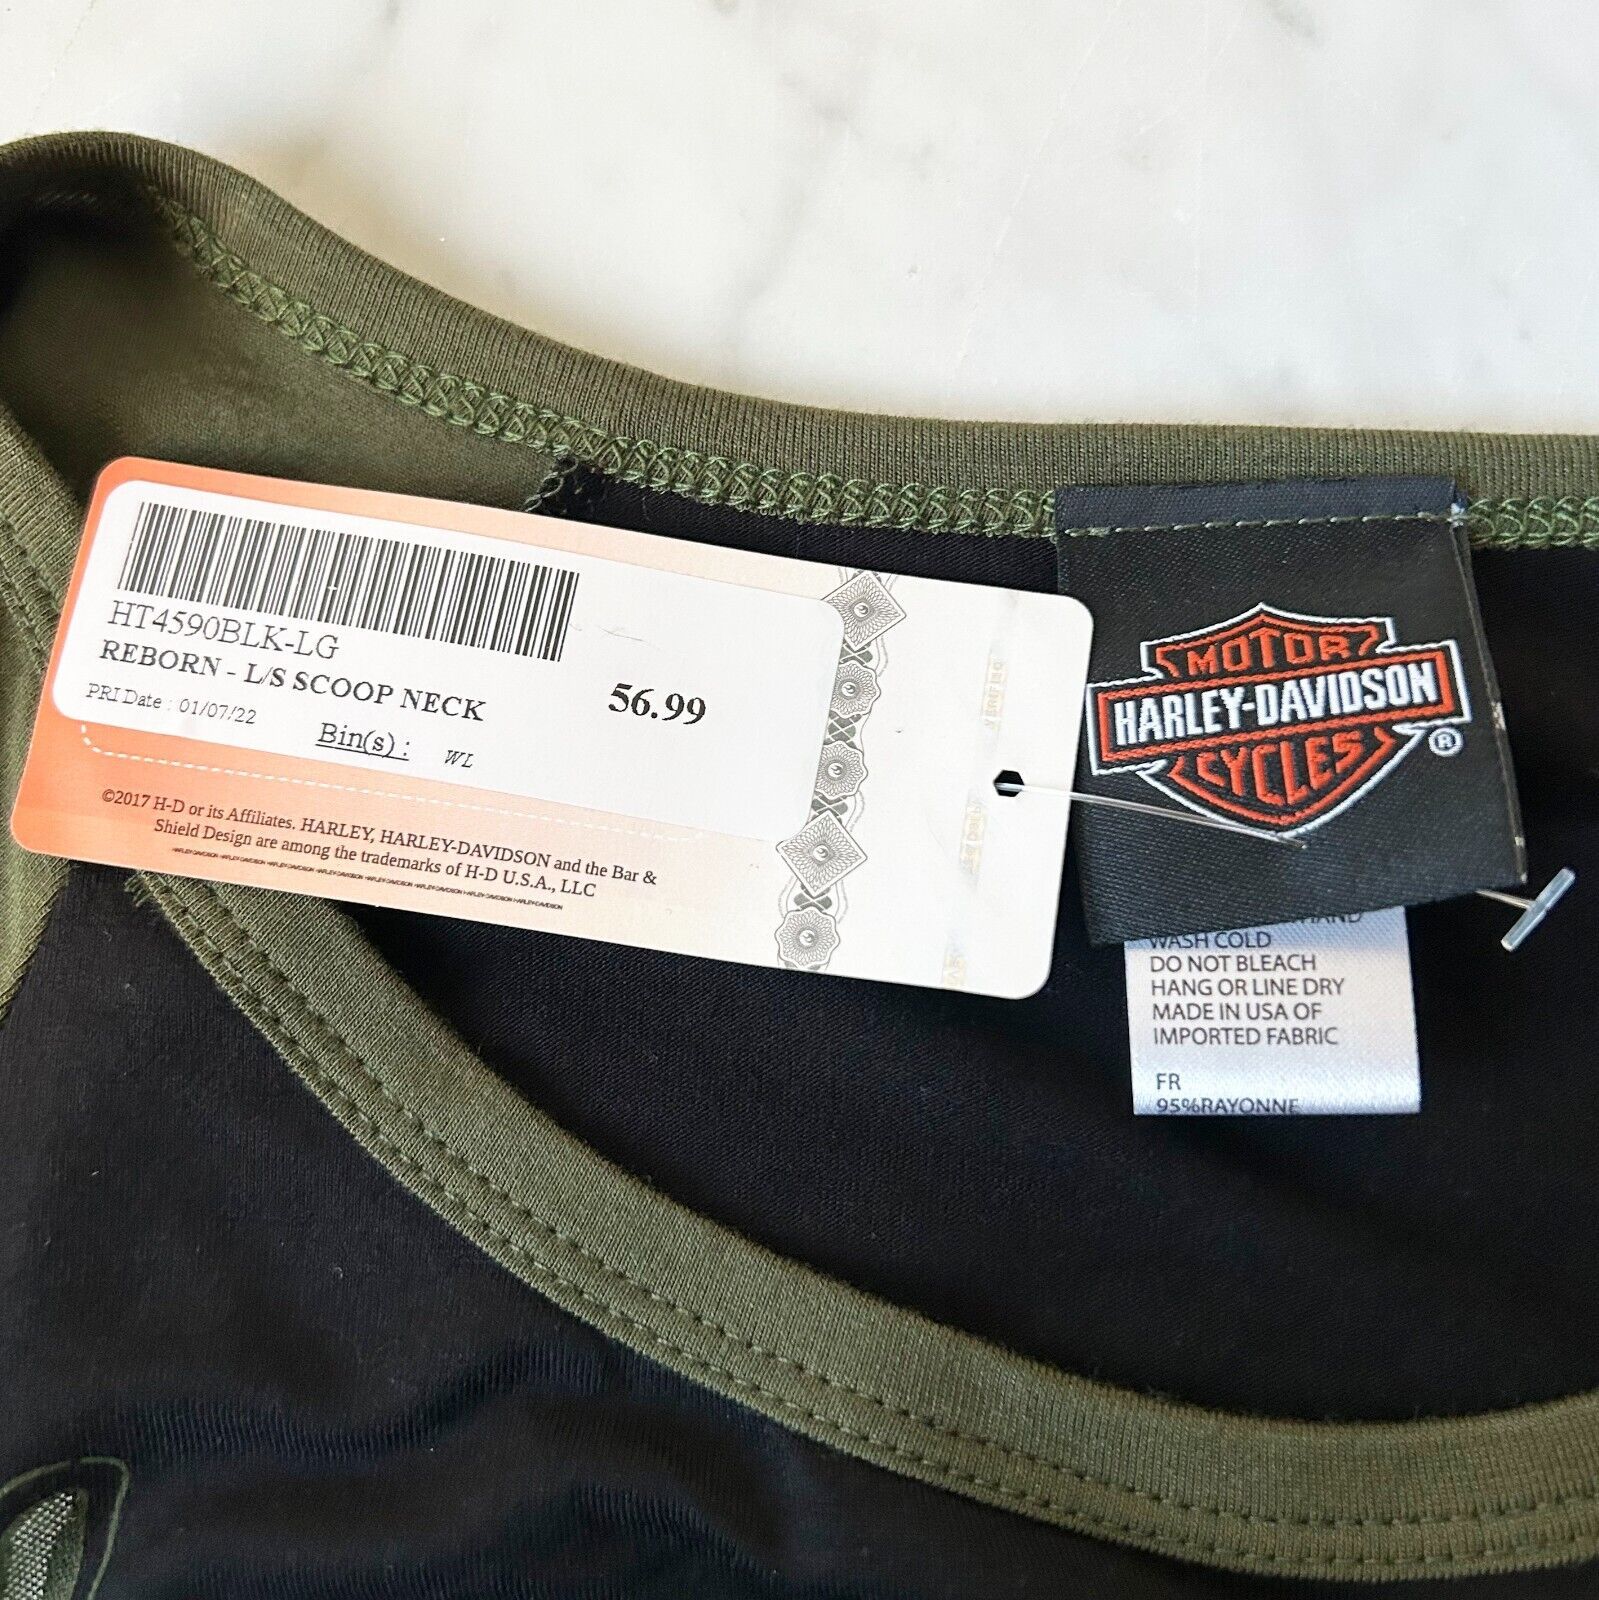 HT4590BLK-LG
REBORN - L/S SCOOP NECK
56.99
PRI Date : 01/07/22
Bin(s) : WL
©2017 H-D or its Affiliates. HARLEY, HARLEY-DAVIDSON and the Bar &
Shield Design are among the trademarks of H-D U.S.A., LLC
MOTOR
HARLEY-DAVIDSON
CYCLES
®
HAND
WASH COLD
DO NOT BLEACH
HANG OR LINE DRY
MADE IN USA OF
IMPORTED FABRIC
FR
95%RAYONNE